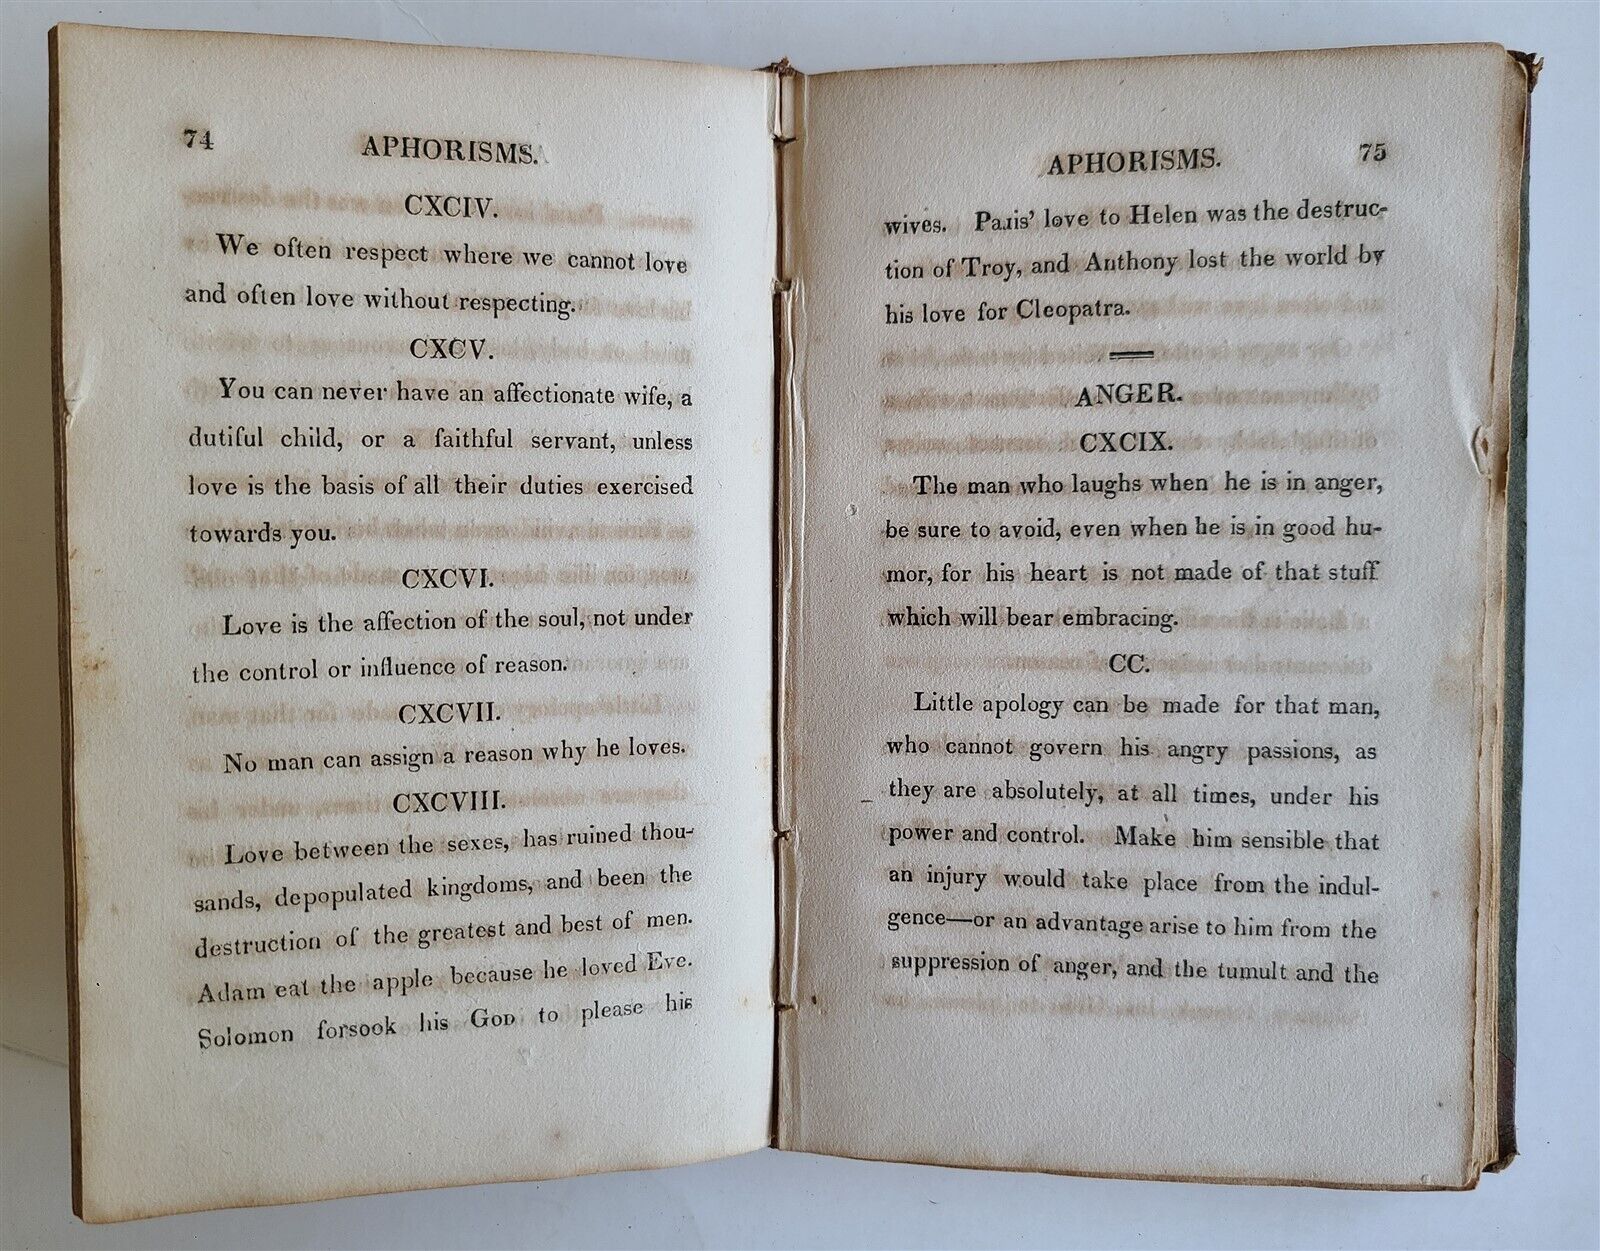 74
APHORISMS.
CXCIV.
We often respect where we cannot love
and often love without respecting.
CXCV.
You can never have an affectionate wife, a
dutiful child, or a faithful servant, unless
love is the basis of all their duties exercised
towards you.
CXCVI.
Love is the affection of the soul, not under
the control or influence of reason.
CXCVII.
No man can assign a reason why he loves.
CXCVIII.
Love between the sexes, has ruined thou-
sands, depopulated kingdoms, and been the
destruction of the greatest and best of men.
Adam eat the apple because he loved Eve.
Solomon forsook his GOD to please his
APHORISMS.
75
wives. Paris' love to Helen was the destruc-
tion of Troy, and Anthony lost the world by
his love for Cleopatra.
ANGER.
CXCIX.
The man who laughs when he is in anger,
be sure to avoid, even when he is in good hu-
mor, for his heart is not made of that stuff
which will bear embracing.
CC.
Little apology can be made for that man,
who cannot govern his angry passions, as
they are absolutely, at all times, under his
power and control. Make him sensible that
an injury would take place from the indul-
gence—or an advantage arise to him from the
suppression of anger, and the tumult and the